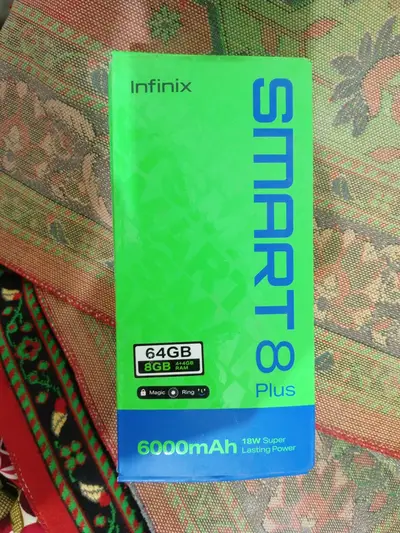 Infinix
SMART 8
Plus
64GB
8GB 4+4GB RAM
Magic Ring
6000mAh 18W Super
Lasting Power